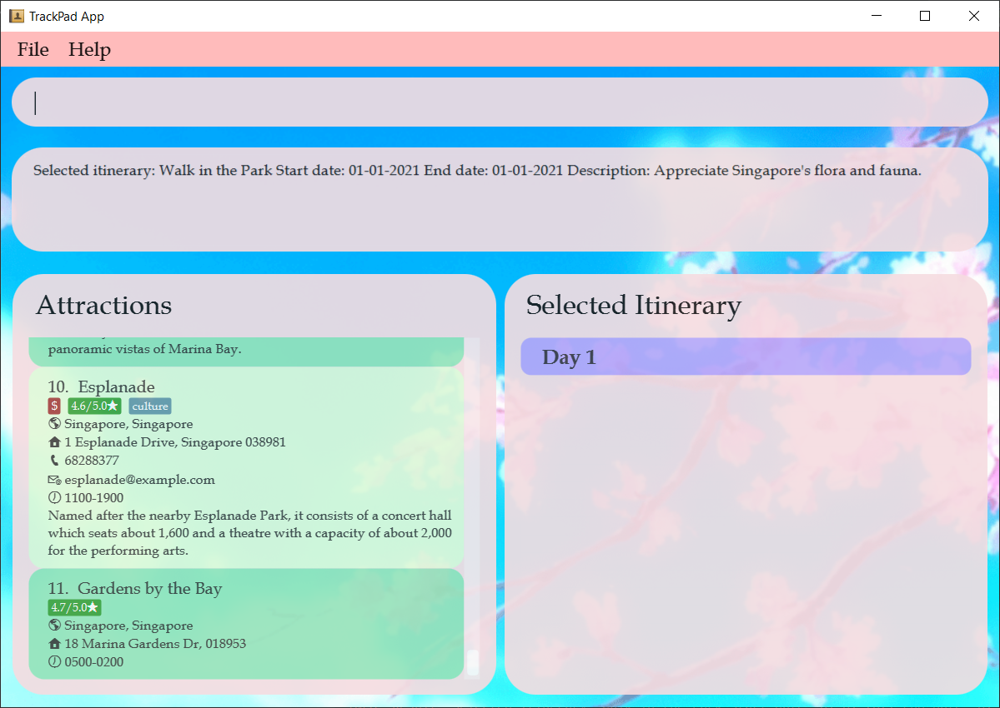 TrackPad App
File Help
Selected itinerary: Walk in the Park Start date: 01-01-2021 End date: 01-01-2021 Description: Appreciate Singapore's flora and fauna.
Attractions
panoramic vistas of Marina Bay.
10. Esplanade
$ 4.6/5.0★ culture
Singapore, Singapore
1 Esplanade Drive, Singapore 038981
68288377
esplanade@example.com
1100-1900
Named after the nearby Esplanade Park, it consists of a concert hall
which seats about 1,600 and a theatre with a capacity of about 2,000
for the performing arts.
11. Gardens by the Bay
4.7/5.0★
Singapore, Singapore
18 Marina Gardens Dr, 018953
0500-0200
Selected Itinerary
Day 1